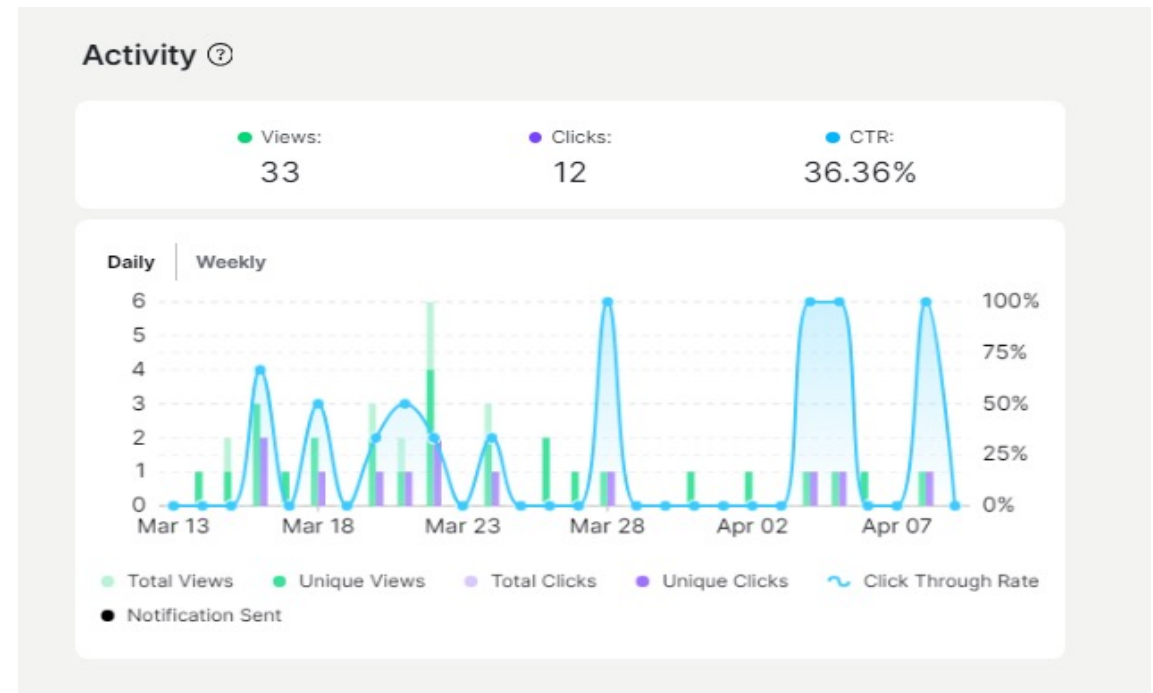 Activity ?
Views: Clicks: CTR:
33 12 36.36%
Daily Weekly
6 100%
5
75%
4
3 50%
2
25%
1
0 0%
Mar 13 Mar 18 Mar 23 Mar 28 Apr 02 Apr 07
Total Views Unique Views Total Clicks Unique Clicks Click Through Rate
Notification Sent